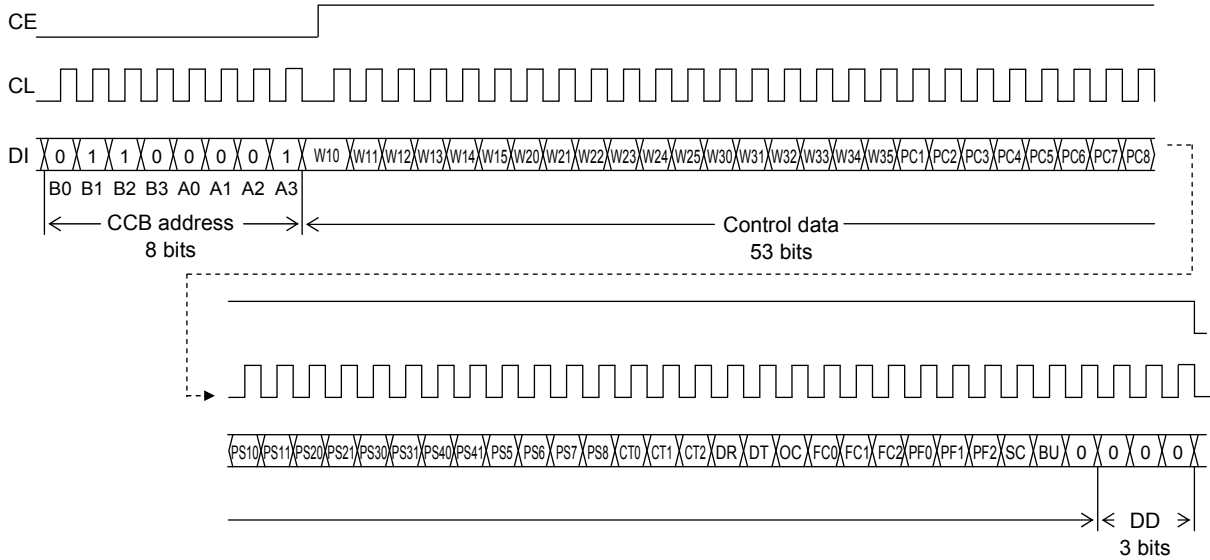 CE
CL
DI 0 1 1 0 0 0 0 1 W10 W11 W12 W13 W14 W15 W20 W21 W22 W23 W24 W25 W30 W31 W32 W33 W34 W35 PC1 PC2 PC3 PC4 PC5 PC6 PC7 PC8
B0 B1 B2 B3 A0 A1 A2 A3
CCB address
8 bits
Control data
53 bits
PS10 PS11 PS20 PS21 PS30 PS31 PS40 PS41 PS5 PS6 PS7 PS8 CT0 CT1 CT2 DR DT OC FC0 FC1 FC2 PF0 PF1 PF2 SC BU 0 0 0 0
DD
3 bits